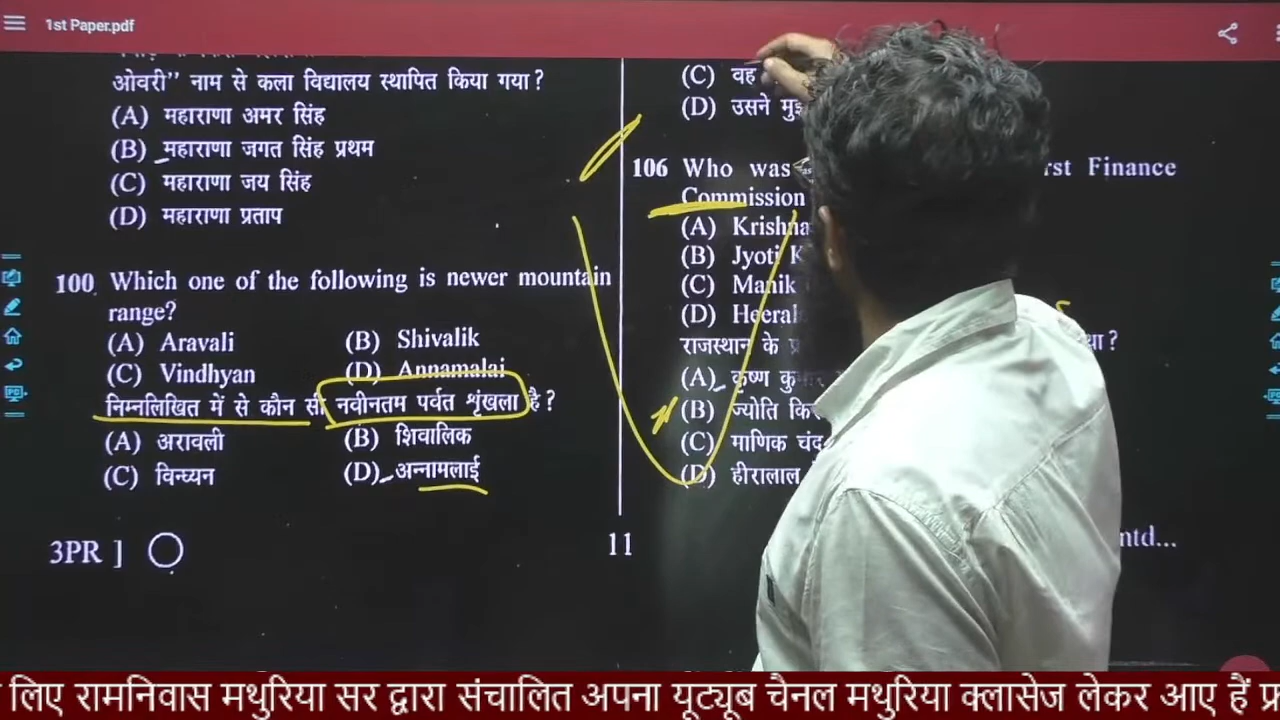 1st Paper.pdf
ओवरी" नाम से कला विद्यालय स्थापित किया गया ?
(A) महाराणा अमर सिंह
(B) महाराणा जगत सिंह प्रथम
(C) महाराणा जय सिंह
(D) महाराणा प्रताप
100 Which one of the following is newer mountain
range?
(A) Aravali (B) Shivalik
(C) Vindhyan (D) Annamalai
निम्नलिखित में से कौन सी नवीनतम पर्वत शृंखला है ?
(A) अरावली (B) शिवालिक
(C) विन्ध्यन (D) अन्नामलाई
3PR ]
11
(C) वह
(D) उसने
106 Who was Finance
Commission
(A) Krishna
(B) Jyoti
(C) Manik
(D)
राजस्थान के
(A) कृष्ण
(B) ज्योति
(C) माणिक चंद
(D) हीरालाल
था ?
लिए रामनिवास मथुरिया सर द्वारा संचालित अपना यूट्यूब चैनल मथुरिया क्लासेज लेकर आए हैं